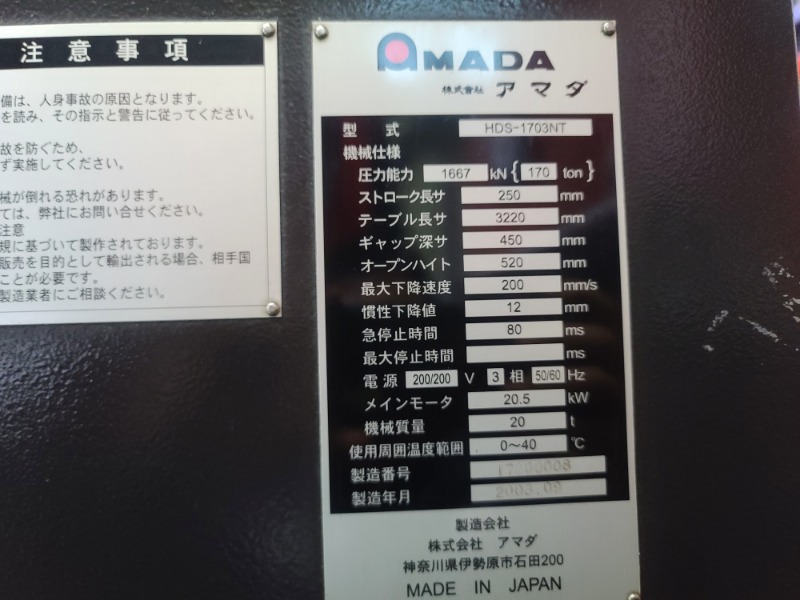 注意事項
備は、人身事故の原因となります。
を読み、その指示と警告に従ってください。
故を防ぐため、
ず実施してください。
械が倒れる恐れがあります。
ては、弊社にお問い合せください。
注意
規に基づいて製作されております。
販売を目的として輸出される場合、相手国
ことが必要です。
製造業者にご相談ください。
AMADA
株式會社 アマダ
型式 HDS-1703NT
機械仕様
圧力能力 1667 kN { 170 ton }
ストローク長サ 250 mm
テーブル長サ 3220 mm
ギャップ深サ 450 mm
オープンハイト 520 mm
最大下降速度 200 mm/s
慣性下降値 12 mm
急停止時間 80 ms
最大停止時間 ms
電源 200/200 V 3 相 50/60 Hz
メインモータ 20.5 kW
機械質量 20 t
使用周囲温度範囲 0～40 ℃
製造番号
製造年月 2003.09
製造会社
株式会社 アマダ
神奈川県伊勢原市石田200
MADE IN JAPAN